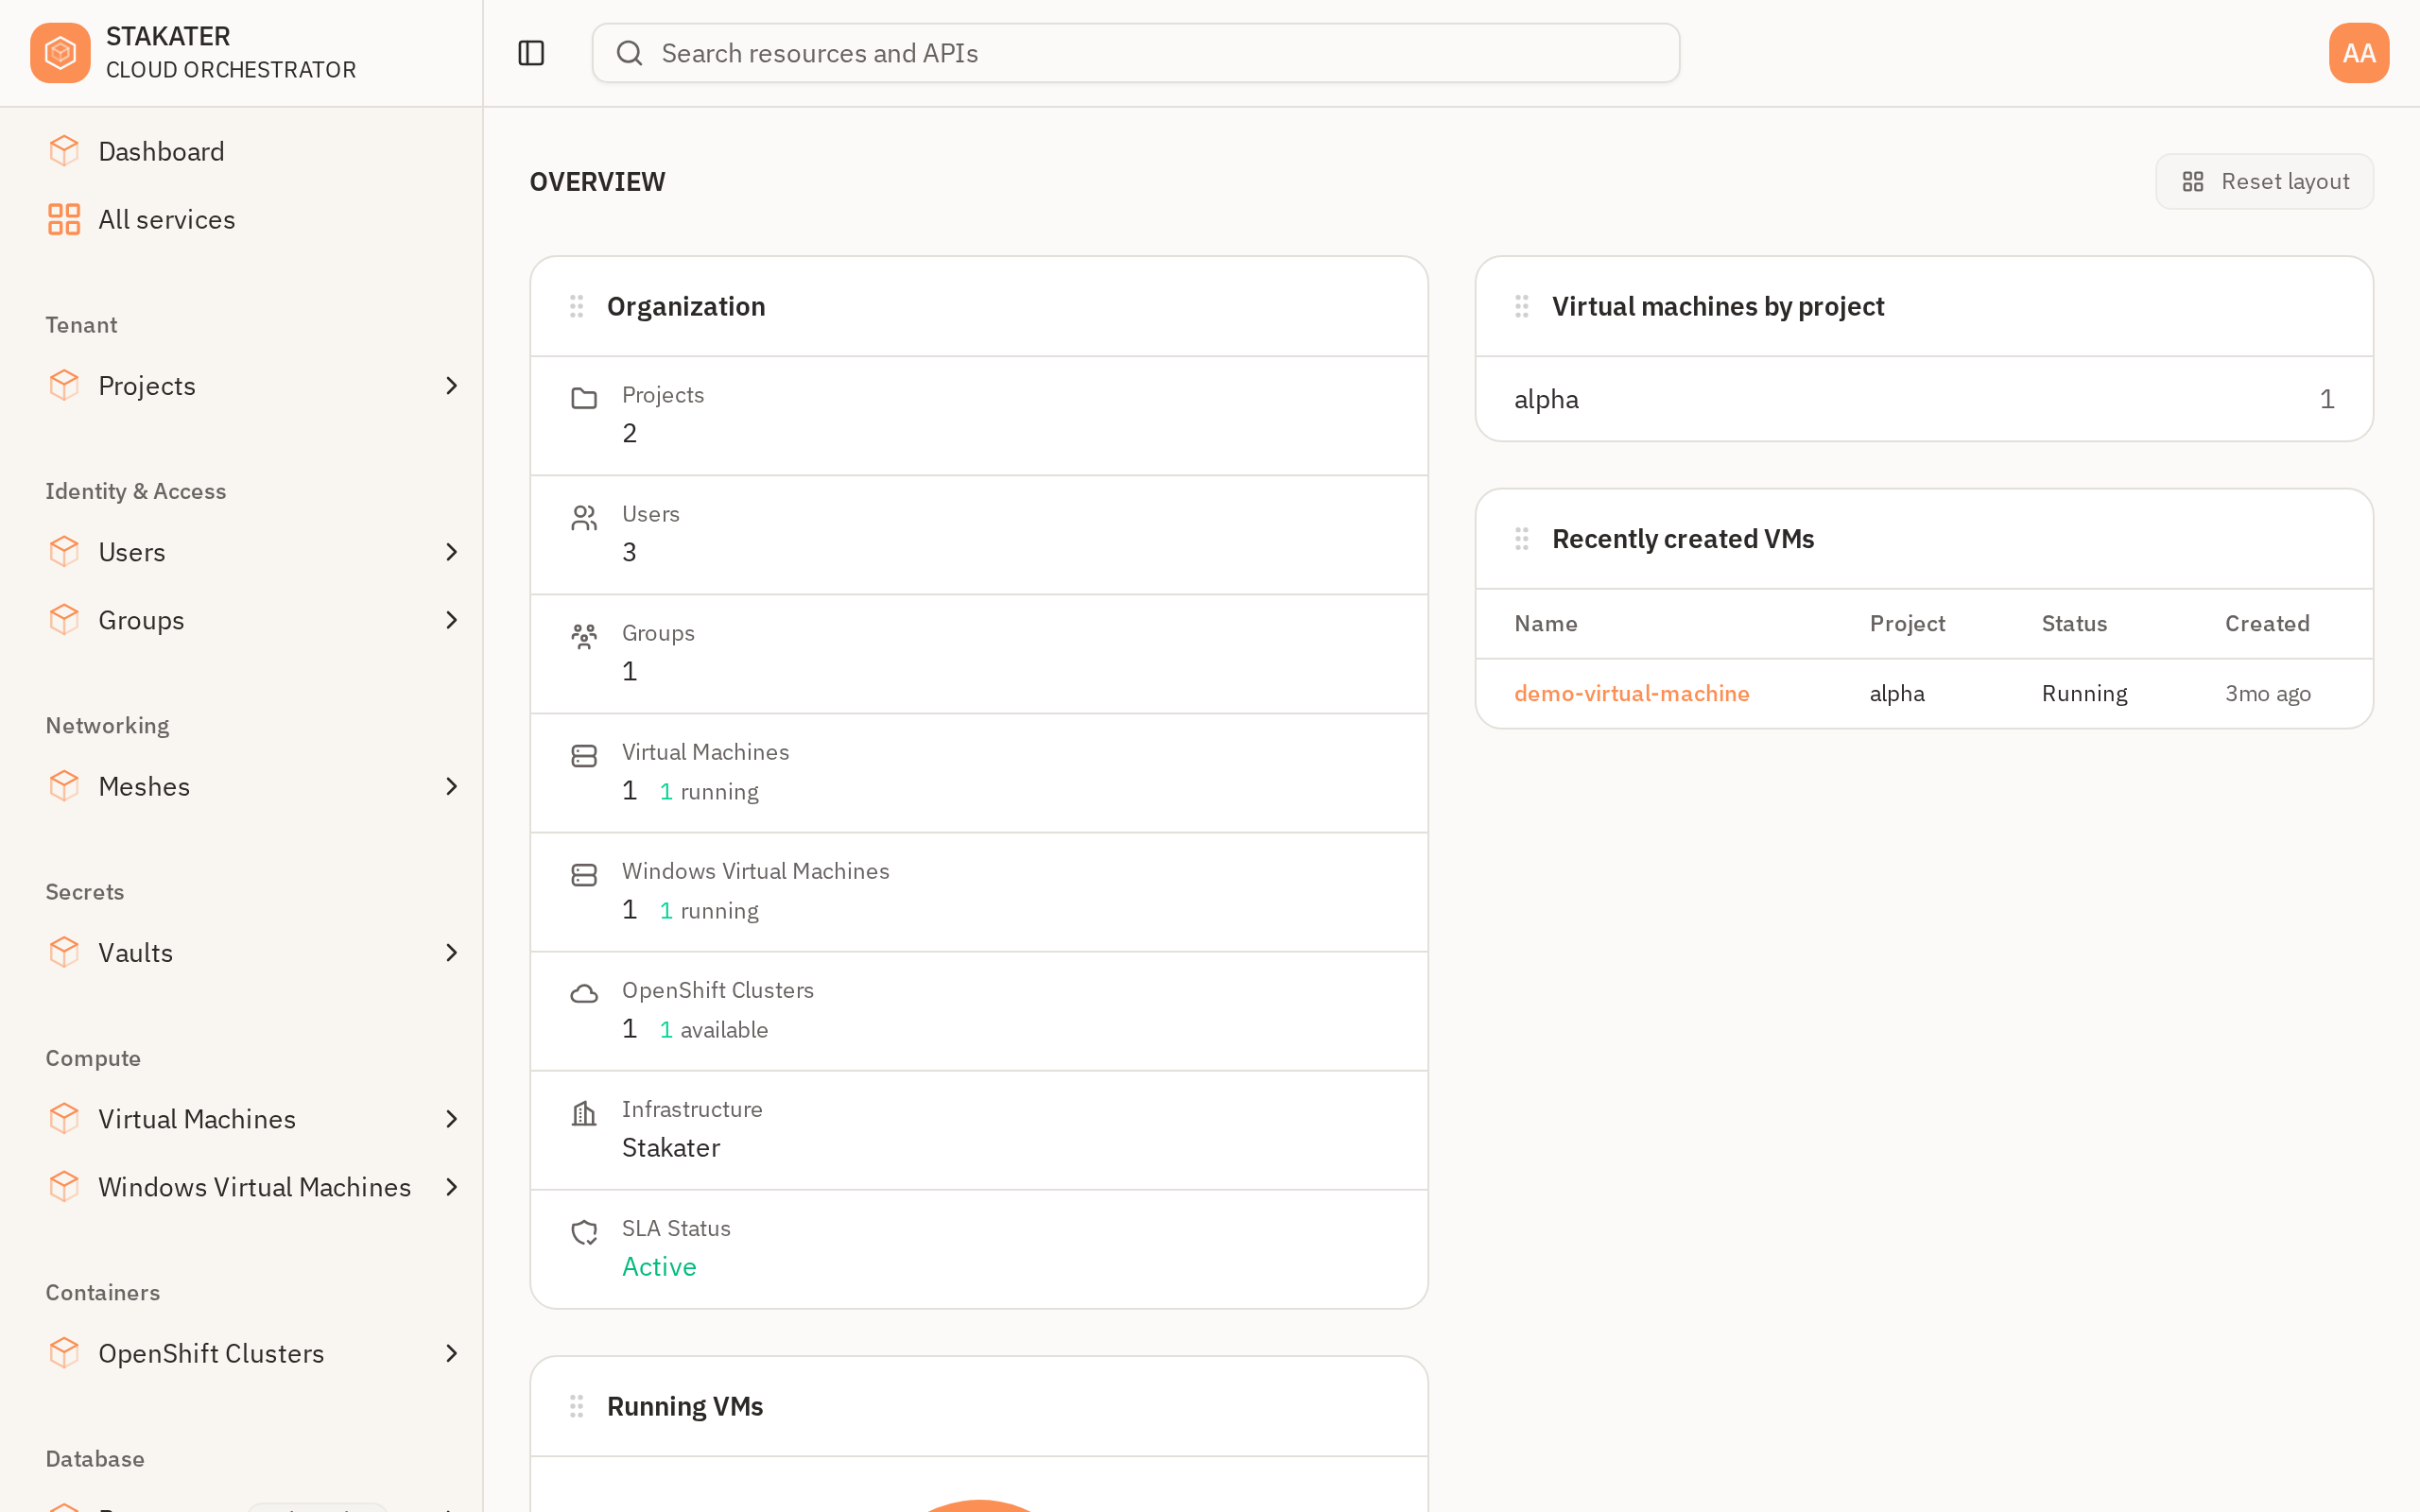 STAKATER
CLOUD ORCHESTRATOR
Search resources and APIs
AA
Dashboard
All services
Tenant
Projects
Identity & Access
Users
Groups
Networking
Meshes
Secrets
Vaults
Compute
Virtual Machines
Windows Virtual Machines
Containers
OpenShift Clusters
Database
OVERVIEW
Reset layout
Organization
Projects
2
Users
3
Groups
1
Virtual Machines
1 1 running
Windows Virtual Machines
1 1 running
OpenShift Clusters
1 1 available
Infrastructure
Stakater
SLA Status
Active
Running VMs
Virtual machines by project
alpha 1
Recently created VMs
Name Project Status Created
demo-virtual-machine alpha Running 3mo ago